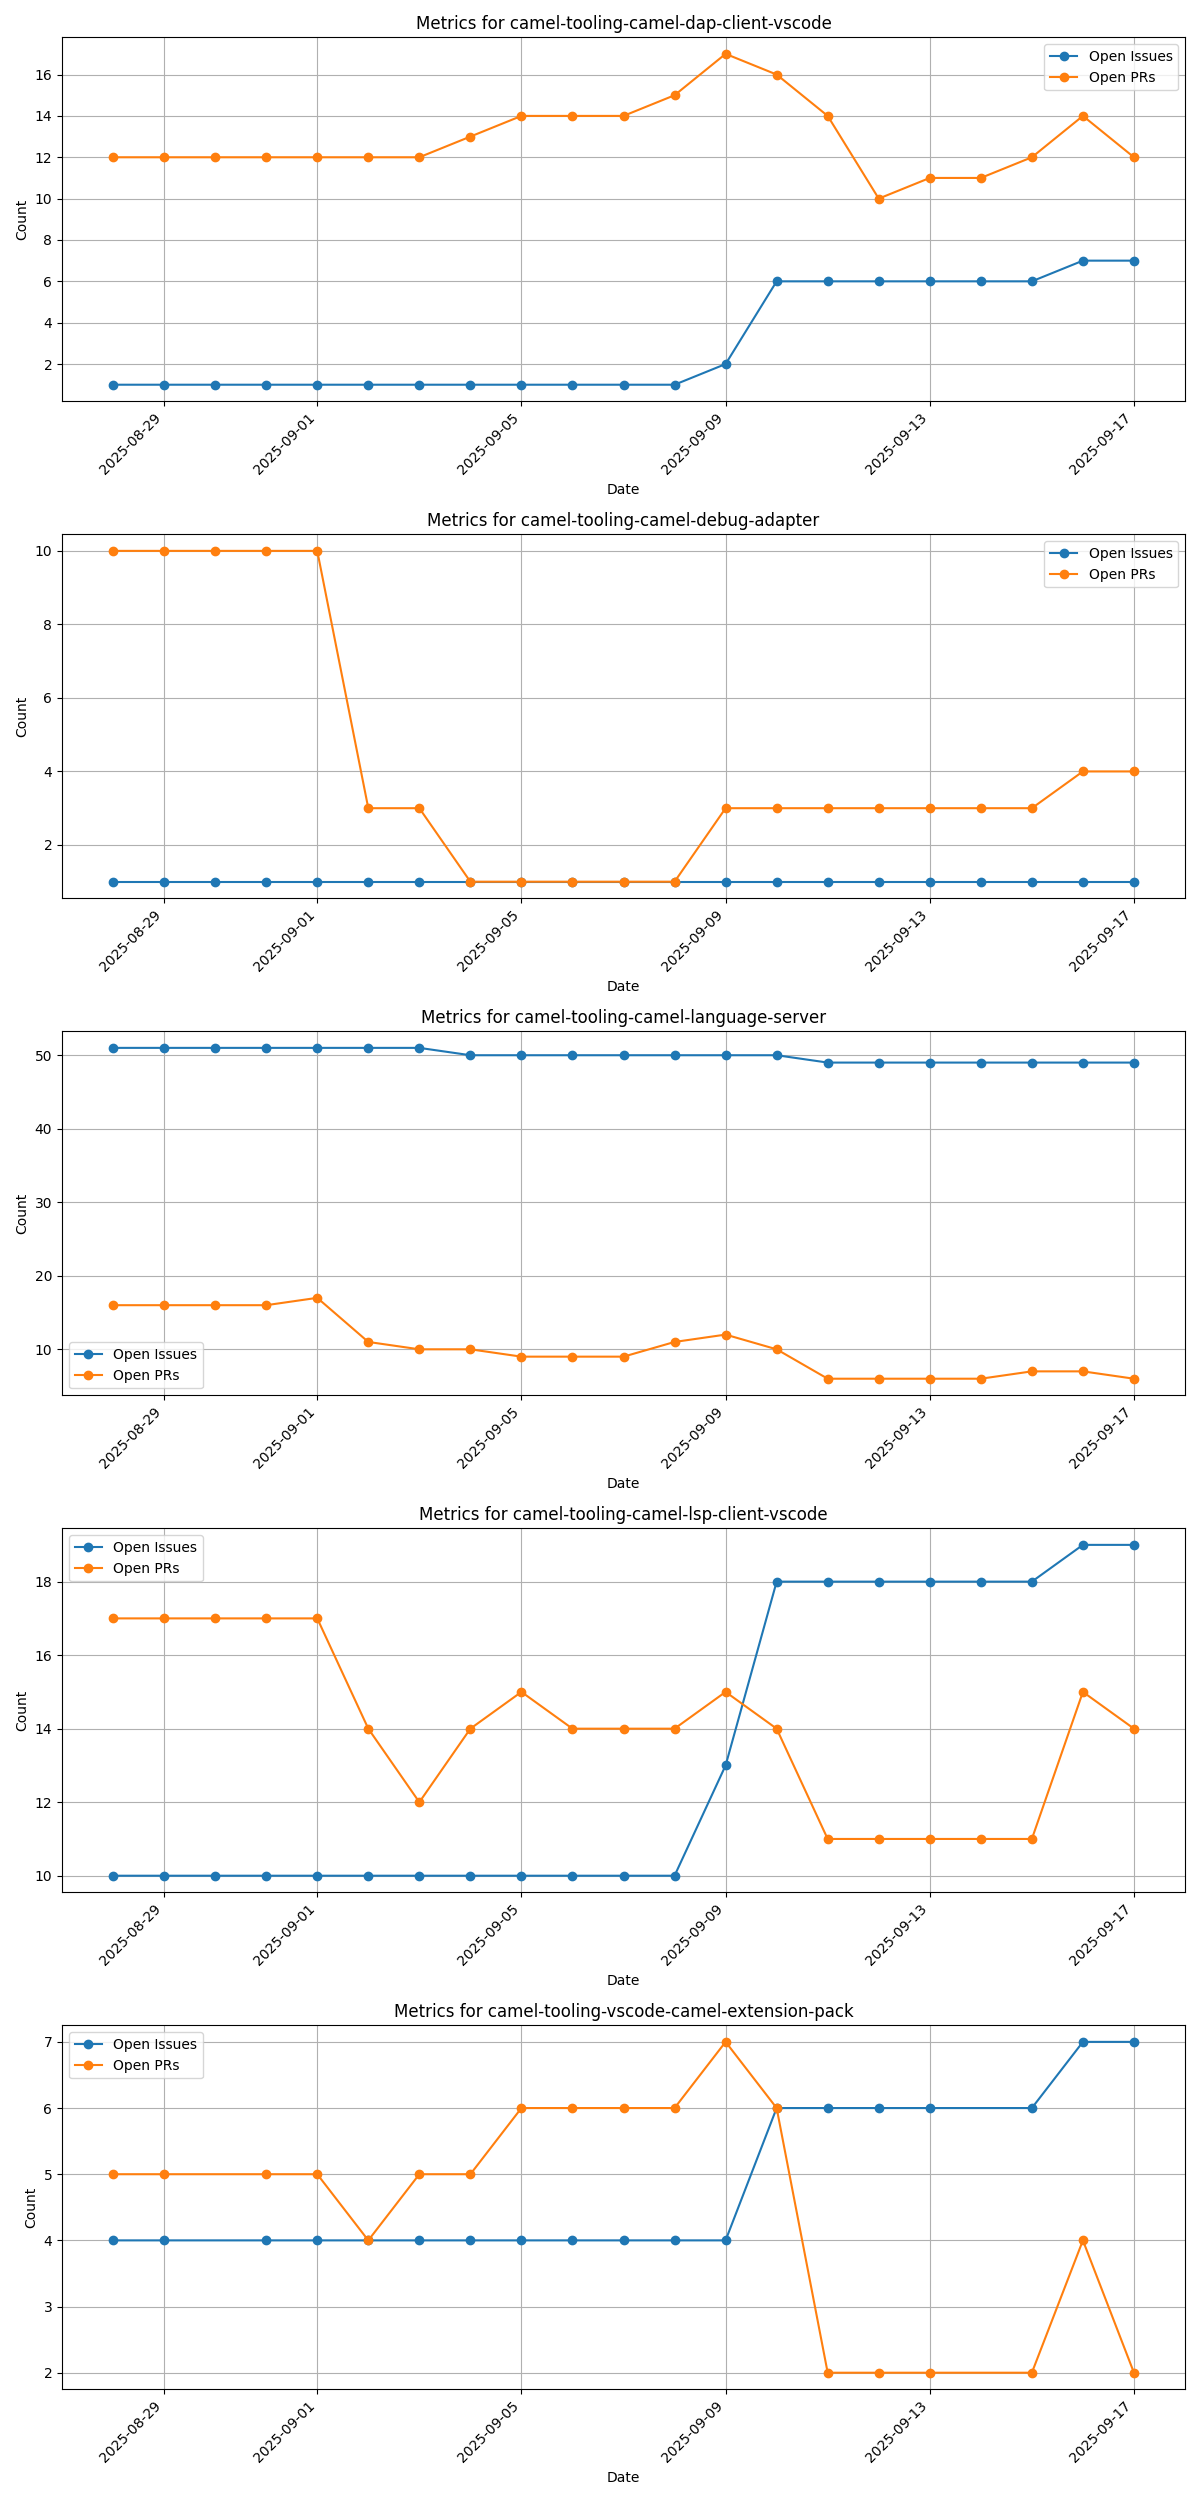 Metrics for camel-tooling-camel-dap-client-vscode
Open Issues
Open PRs
16
14
12
10
8
6
4
2
Count
2025-08-29
2025-09-01
2025-09-05
2025-09-09
2025-09-13
2025-09-17
Date
Metrics for camel-tooling-camel-debug-adapter
Open Issues
Open PRs
10
8
6
4
2
Count
2025-08-29
2025-09-01
2025-09-05
2025-09-09
2025-09-13
2025-09-17
Date
Metrics for camel-tooling-camel-language-server
50
40
30
20
10
Count
Open Issues
Open PRs
2025-08-29
2025-09-01
2025-09-05
2025-09-09
2025-09-13
2025-09-17
Date
Metrics for camel-tooling-camel-lsp-client-vscode
Open Issues
Open PRs
18
16
14
12
10
Count
2025-08-29
2025-09-01
2025-09-05
2025-09-09
2025-09-13
2025-09-17
Date
Metrics for camel-tooling-vscode-camel-extension-pack
Open Issues
Open PRs
7
6
5
4
3
2
Count
2025-08-29
2025-09-01
2025-09-05
2025-09-09
2025-09-13
2025-09-17
Date